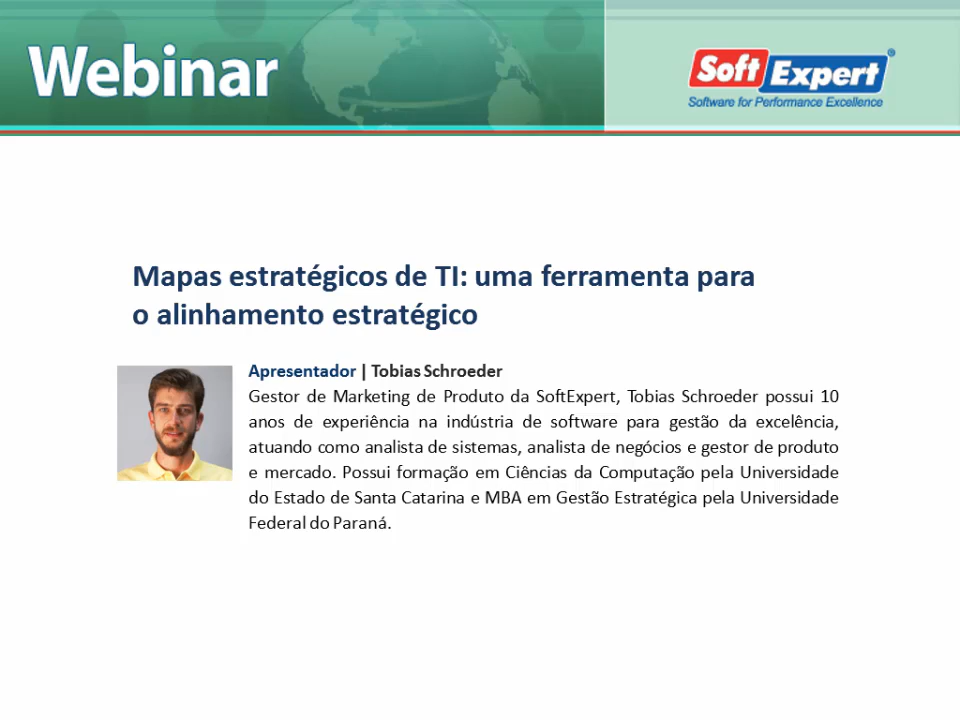 Webinar
Soft Expert®
Software for Performance Excellence
Mapas estratégicos de TI: uma ferramenta para
o alinhamento estratégico
Apresentador | Tobias Schroeder
Gestor de Marketing de Produto da SoftExpert, Tobias Schroeder possui 10
anos de experiência na indústria de software para gestão da excelência,
atuando como analista de sistemas, analista de negócios e gestor de produto
e mercado. Possui formação em Ciências da Computação pela Universidade
do Estado de Santa Catarina e MBA em Gestão Estratégica pela Universidade
Federal do Paraná.